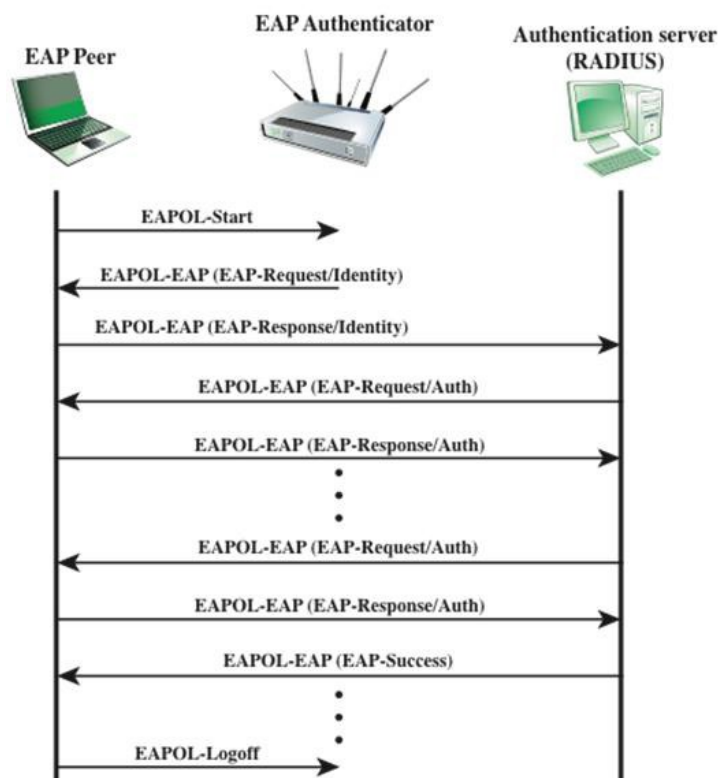 EAP Peer
EAP Authenticator
Authentication server
(RADIUS)
EAPOL-Start
EAPOL-EAP (EAP-Request/Identity)
EAPOL-EAP (EAP-Response/Identity)
EAPOL-EAP (EAP-Request/Auth)
EAPOL-EAP (EAP-Response/Auth)
EAPOL-EAP (EAP-Request/Auth)
EAPOL-EAP (EAP-Response/Auth)
EAPOL-EAP (EAP-Success)
EAPOL-Logoff